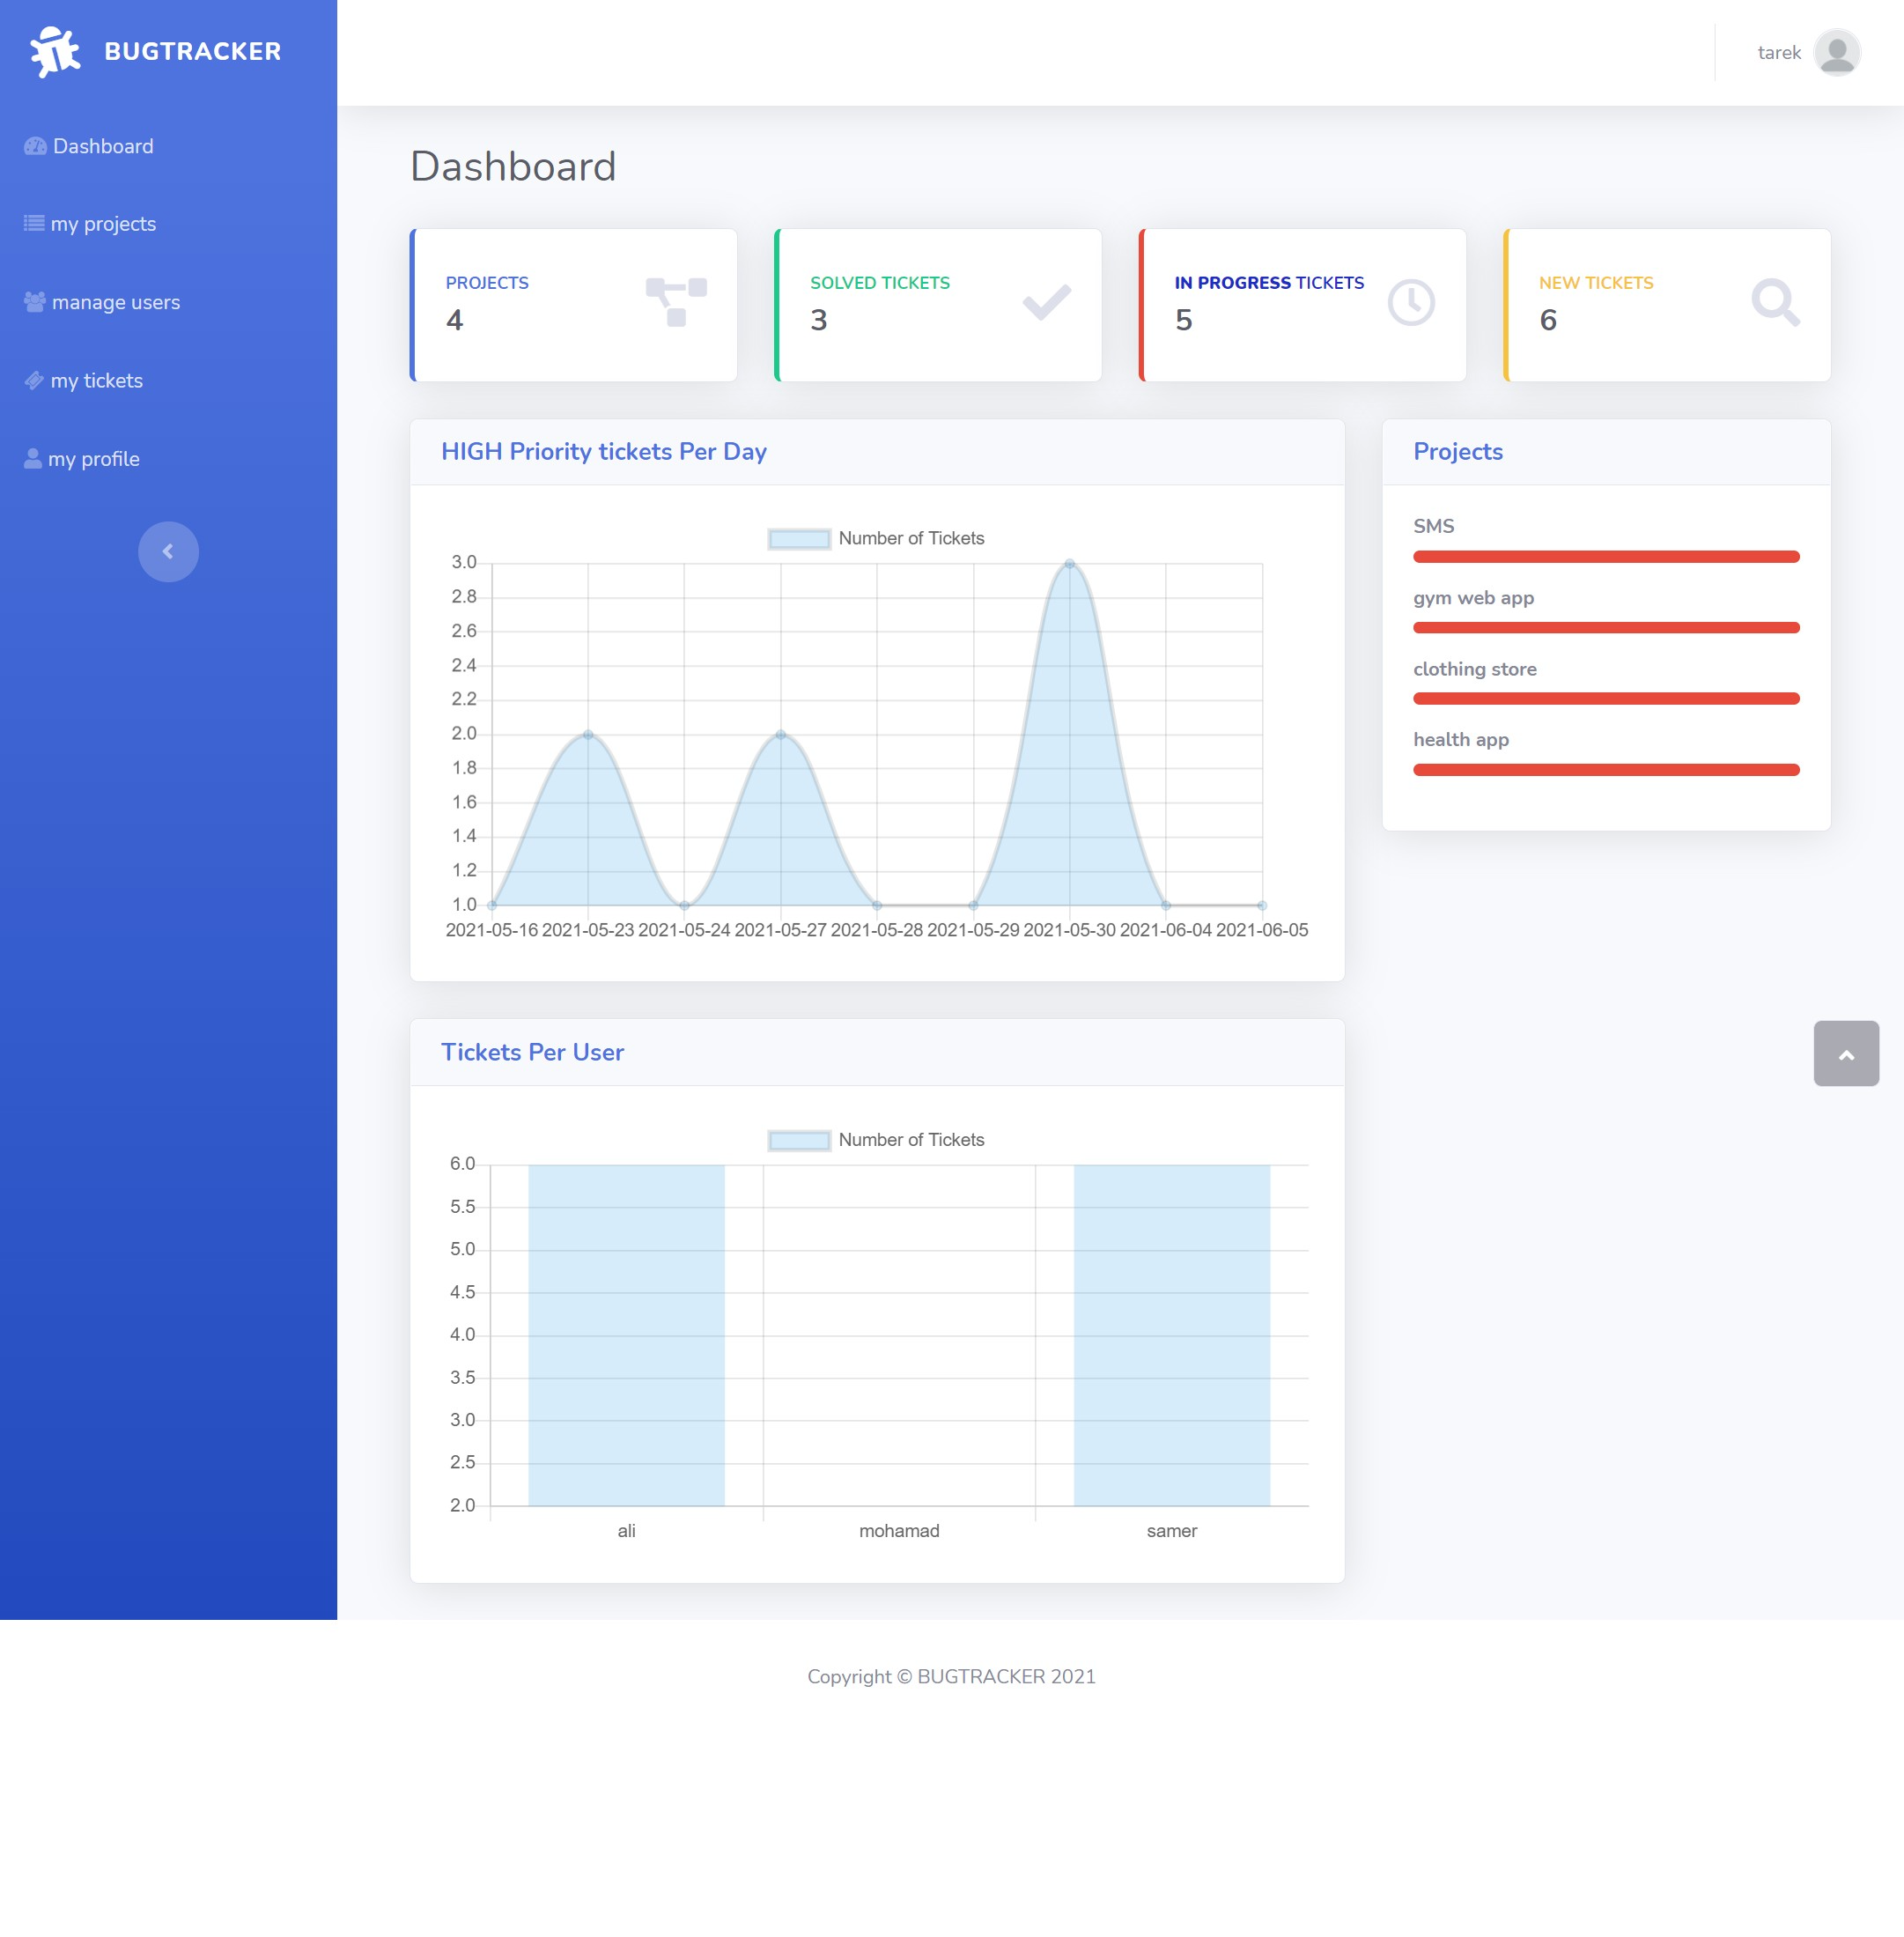 BUGTRACKER
tarek
Dashboard
my projects
manage users
my tickets
my profile
Dashboard
PROJECTS
4
SOLVED TICKETS
3
IN PROGRESS TICKETS
5
NEW TICKETS
6
HIGH Priority tickets Per Day
Number of Tickets
3.0
2.8
2.6
2.4
2.2
2.0
1.8
1.6
1.4
1.2
1.0
2021-05-16 2021-05-23 2021-05-24 2021-05-27 2021-05-28 2021-05-29 2021-05-30 2021-06-04 2021-06-05
Projects
SMS
gym web app
clothing store
health app
Tickets Per User
Number of Tickets
6.0
5.5
5.0
4.5
4.0
3.5
3.0
2.5
2.0
ali mohamad samer
Copyright © BUGTRACKER 2021